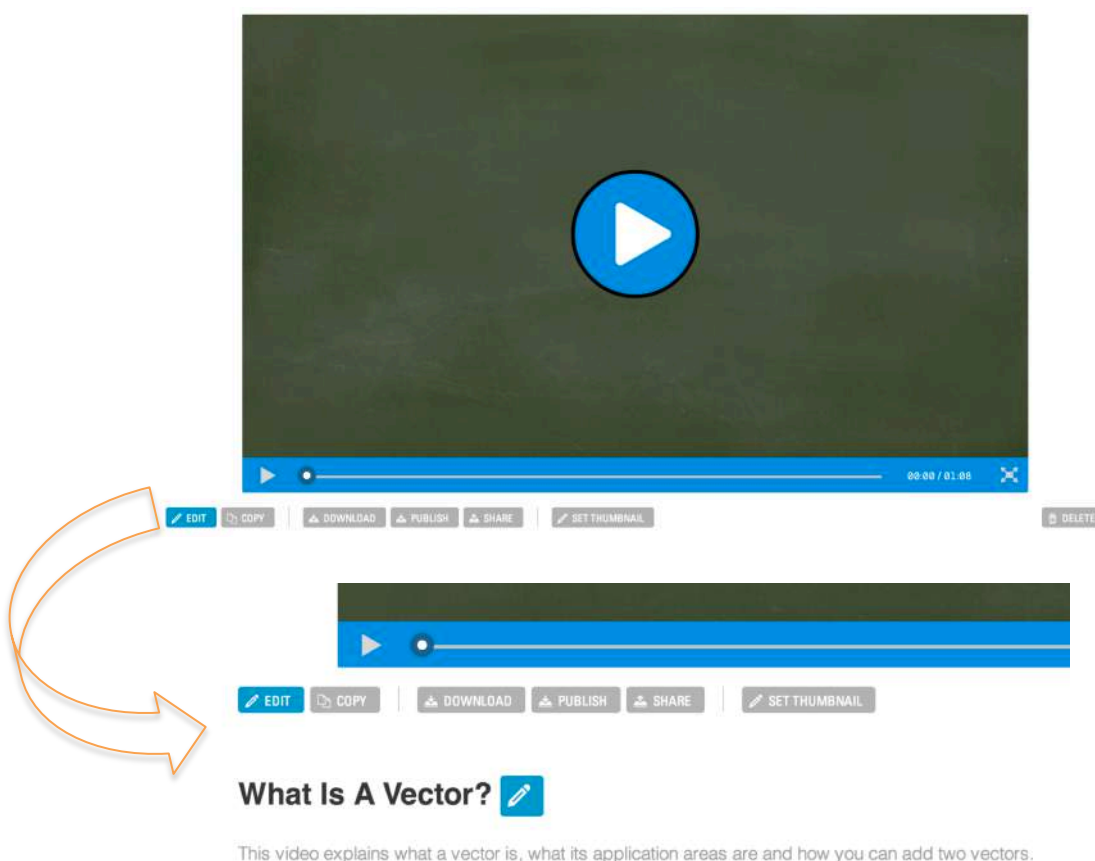 00:00 / 01:08
EDIT COPY DOWNLOAD PUBLISH SHARE SET THUMBNAIL DELETE
EDIT COPY DOWNLOAD PUBLISH SHARE SET THUMBNAIL
What Is A Vector?
This video explains what a vector is, what its application areas are and how you can add two vectors.